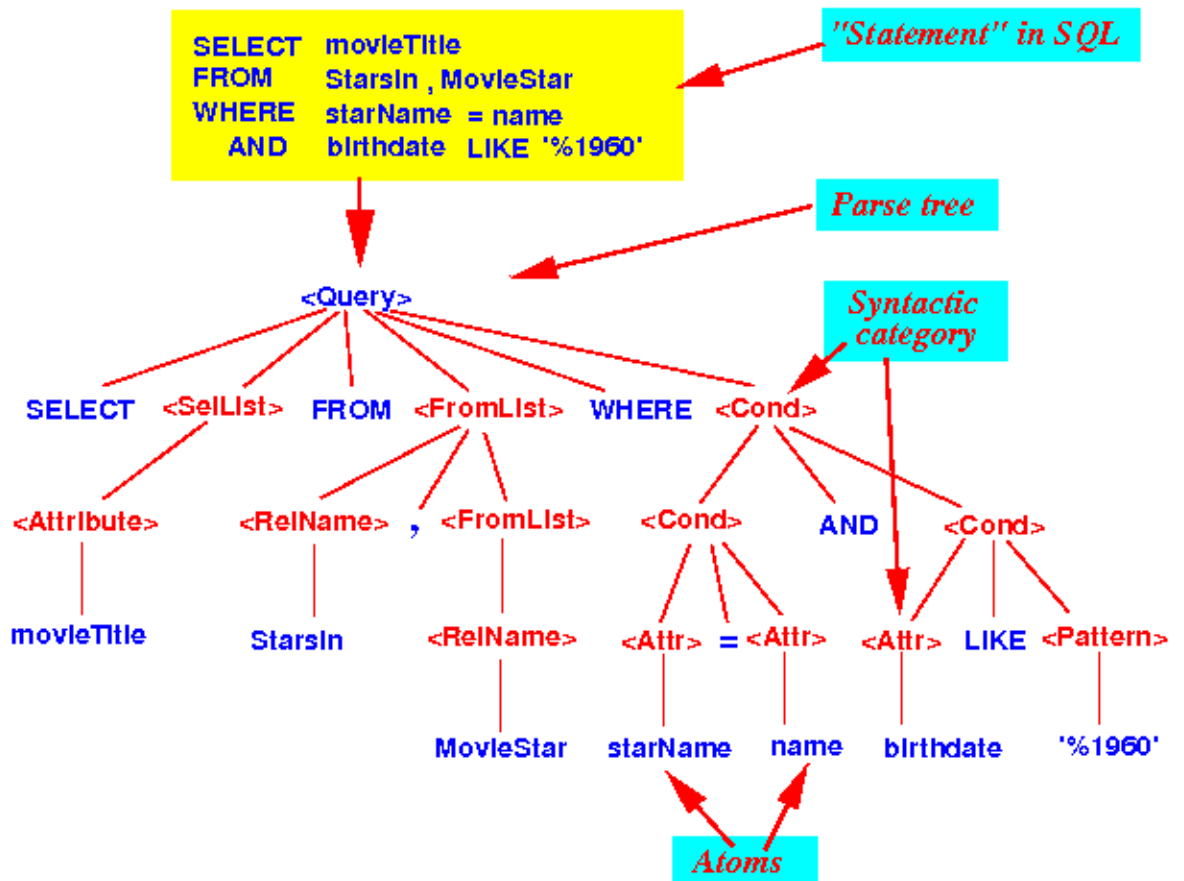 SELECT movieTitle
FROM StarsIn , MovieStar
WHERE starName = name
AND birthdate LIKE '%1960'
"Statement" in SQL
Parse tree
<Query>
Syntactic
category
SELECT <SelList> FROM <FromList> WHERE <Cond>
<Attribute> <RelName> , <FromList> <Cond> AND <Cond>
movieTitle StarsIn <RelName> <Attr> = <Attr> <Attr> LIKE <Pattern>
MovieStar starName name birthdate '%1960'
Atoms